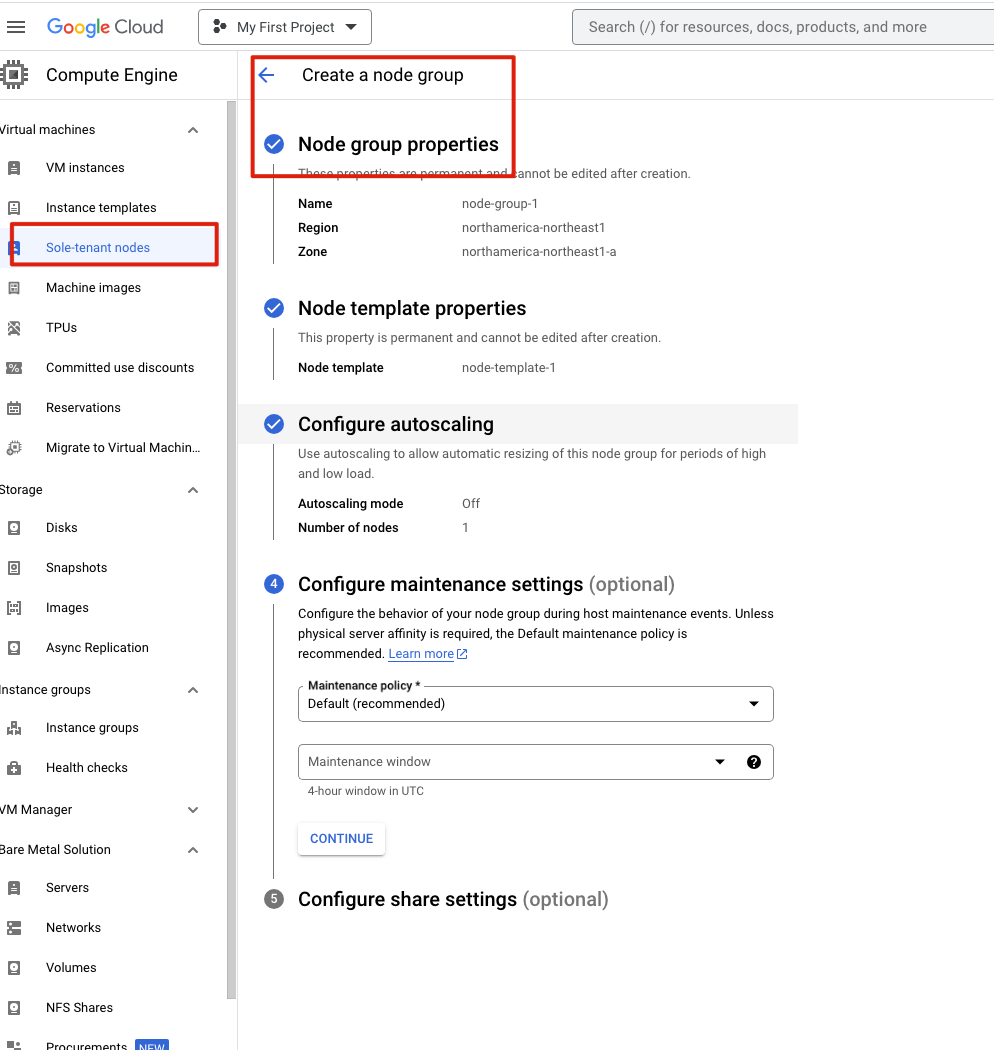 Google Cloud
My First Project
Search (/) for resources, docs, products, and more
Compute Engine
Virtual machines
VM instances
Instance templates
Sole-tenant nodes
Machine images
TPUs
Committed use discounts
Reservations
Migrate to Virtual Machin...
Storage
Disks
Snapshots
Images
Async Replication
Instance groups
Instance groups
Health checks
VM Manager
Bare Metal Solution
Servers
Networks
Volumes
NFS Shares
Procurements NEW
Create a node group
Node group properties
These properties are permanent and cannot be edited after creation.
Name node-group-1
Region northamerica-northeast1
Zone northamerica-northeast1-a
Node template properties
This property is permanent and cannot be edited after creation.
Node template node-template-1
Configure autoscaling
Use autoscaling to allow automatic resizing of this node group for periods of high
and low load.
Autoscaling mode Off
Number of nodes 1
4 Configure maintenance settings (optional)
Configure the behavior of your node group during host maintenance events. Unless
physical server affinity is required, the Default maintenance policy is
recommended. Learn more
Maintenance policy *
Default (recommended)
Maintenance window
4-hour window in UTC
CONTINUE
5 Configure share settings (optional)